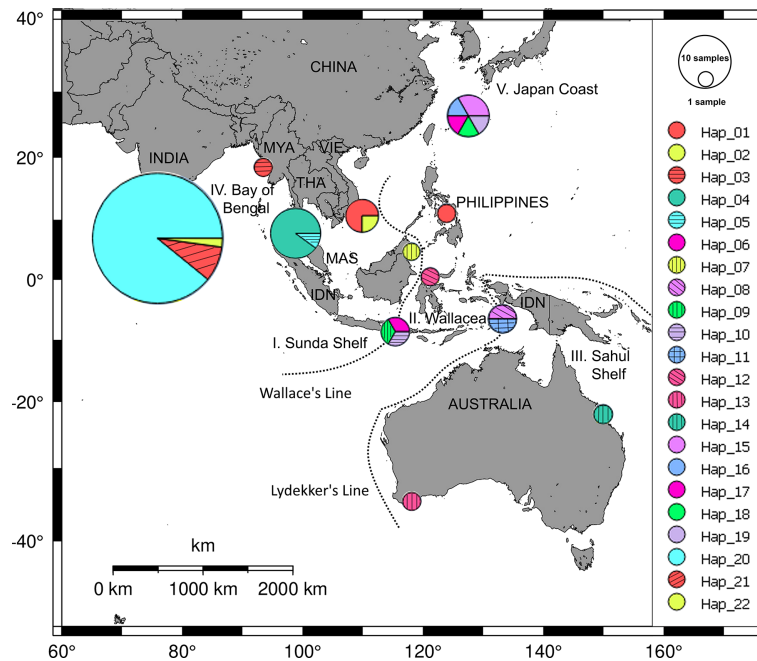 40°
20°
0°
-20°
-40°
60°
80°
100°
120°
140°
160°
CHINA
V. Japan Coast
INDIA
MYA
VIE
THA
IV. Bay of
Bengal
PHILIPPINES
MAS
IDN
IDN
II. Wallacea
I. Sunda Shelf
III. Sahul
Shelf
Wallace's Line
AUSTRALIA
Lydekker's Line
km
0 km 1000 km 2000 km
10 samples
1 sample
Hap_01
Hap_02
Hap_03
Hap_04
Hap_05
Hap_06
Hap_07
Hap_08
Hap_09
Hap_10
Hap_11
Hap_12
Hap_13
Hap_14
Hap_15
Hap_16
Hap_17
Hap_18
Hap_19
Hap_20
Hap_21
Hap_22